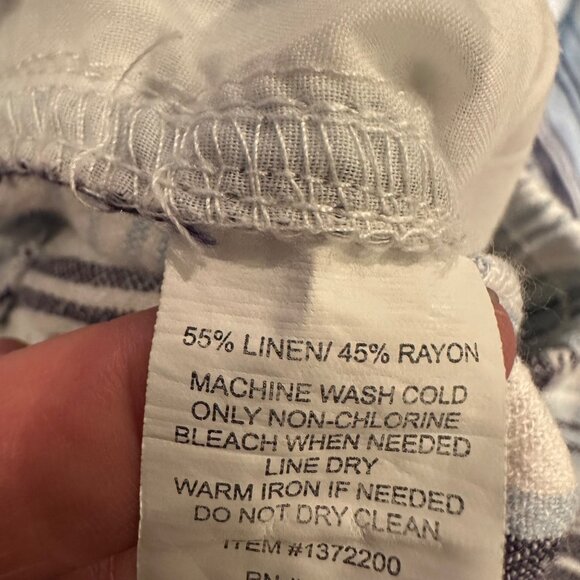 55% LINEN/ 45% RAYON
MACHINE WASH COLD
ONLY NON-CHLORINE
BLEACH WHEN NEEDED
LINE DRY
WARM IRON IF NEEDED
DO NOT DRY CLEAN
ITEM #1372200